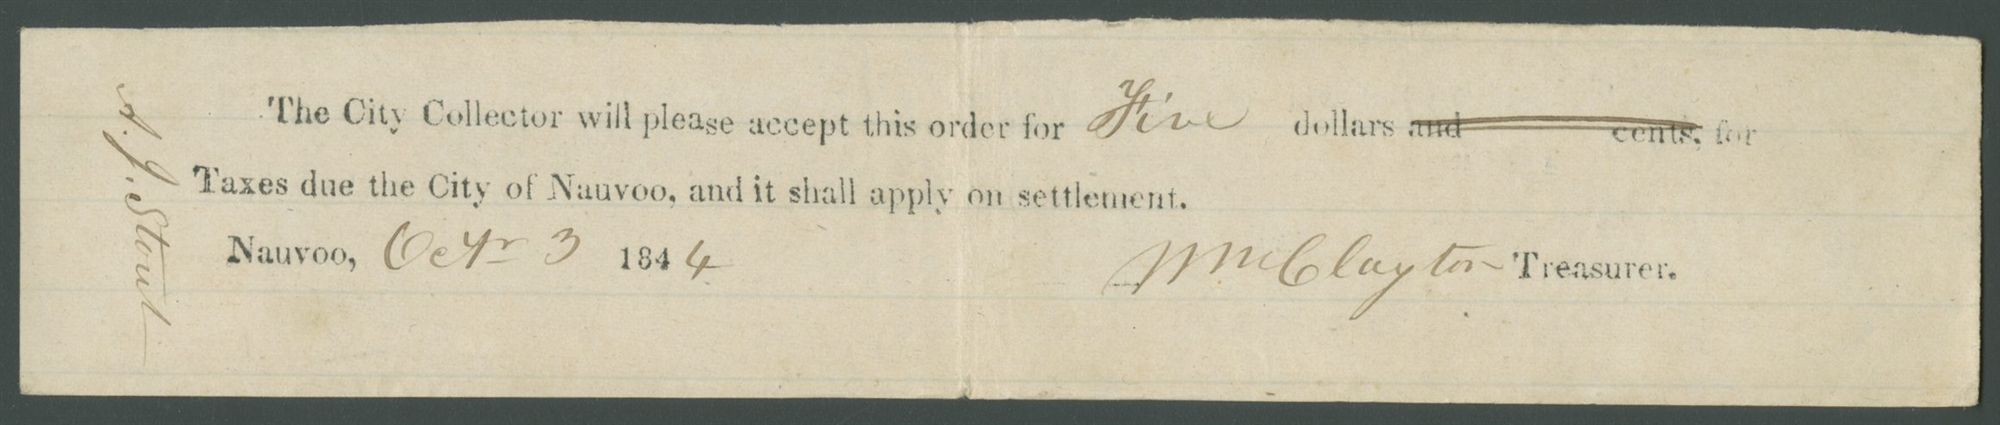 The City Collector will please accept this order for Five dollars and cents, for
Taxes due the City of Nauvoo, and it shall apply on settlement.
Nauvoo, Octr 3 1844 Wm Clayton Treasurer.
A. J. Stout